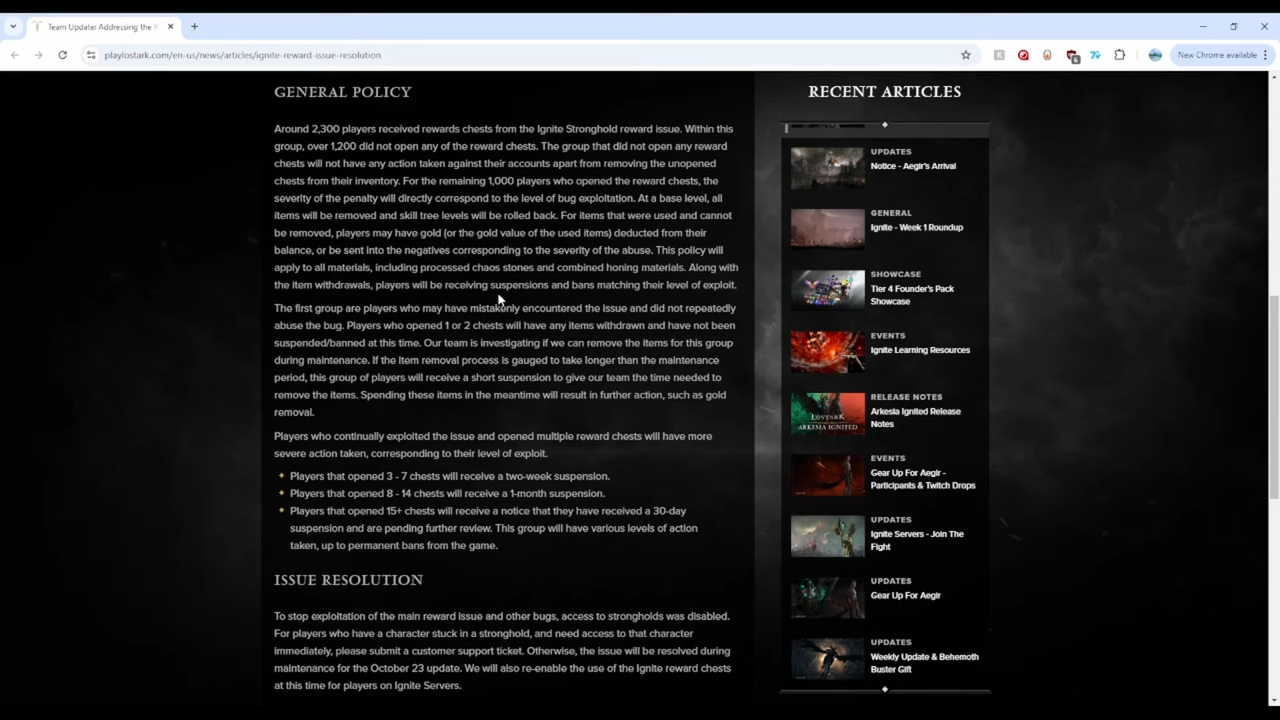 Team Update: Addressing the R
playlostark.com/en-us/news/articles/ignite-reward-issue-resolution
New Chrome available
GENERAL POLICY
Around 2,300 players received rewards chests from the Ignite Stronghold reward issue. Within this
group, over 1,200 did not open any of the reward chests. The group that did not open any reward
chests will not have any action taken against their accounts apart from removing the unopened
chests from their inventory. For the remaining 1,000 players who opened the reward chests, the
severity of the penalty will directly correspond to the level of bug exploitation. At a base level, all
items will be removed and skill tree levels will be rolled back. For items that were used and cannot
be removed, players may have gold (or the gold value of the used items) deducted from their
balance, or be sent into the negatives corresponding to the severity of the abuse. This policy will
apply to all materials, including processed chaos stones and combined honing materials. Along with
the item withdrawals, players will be receiving suspensions and bans matching their level of exploit.
The first group are players who may have mistakenly encountered the issue and did not repeatedly
abuse the bug. Players who opened 1 or 2 chests will have any items withdrawn and have not been
suspended/banned at this time. Our team is investigating if we can remove the items for this group
during maintenance. If the item removal process is gauged to take longer than the maintenance
period, this group of players will receive a short suspension to give our team the time needed to
remove the items. Spending these items in the meantime will result in further action, such as gold
removal.
Players who continually exploited the issue and opened multiple reward chests will have more
severe action taken, corresponding to their level of exploit.
Players that opened 3 - 7 chests will receive a two-week suspension.
Players that opened 8 - 14 chests will receive a 1-month suspension.
Players that opened 15+ chests will receive a notice that they have received a 30-day
suspension and are pending further review. This group will have various levels of action
taken, up to permanent bans from the game.
ISSUE RESOLUTION
To stop exploitation of the main reward issue and other bugs, access to strongholds was disabled.
For players who have a character stuck in a stronghold, and need access to that character
immediately, please submit a customer support ticket. Otherwise, the issue will be resolved during
maintenance for the October 23 update. We will also re-enable the use of the Ignite reward chests
at this time for players on Ignite Servers.
RECENT ARTICLES
UPDATES
Notice - Aegir's Arrival
GENERAL
Ignite - Week 1 Roundup
SHOWCASE
Tier 4 Founder's Pack
Showcase
EVENTS
Ignite Learning Resources
RELEASE NOTES
LOST ARK
ARKESIA IGNITED
Arkesia Ignited Release
Notes
EVENTS
Gear Up For Aegir -
Participants & Twitch Drops
UPDATES
Ignite Servers - Join The
Fight
UPDATES
Gear Up For Aegir
UPDATES
Weekly Update & Behemoth
Buster Gift